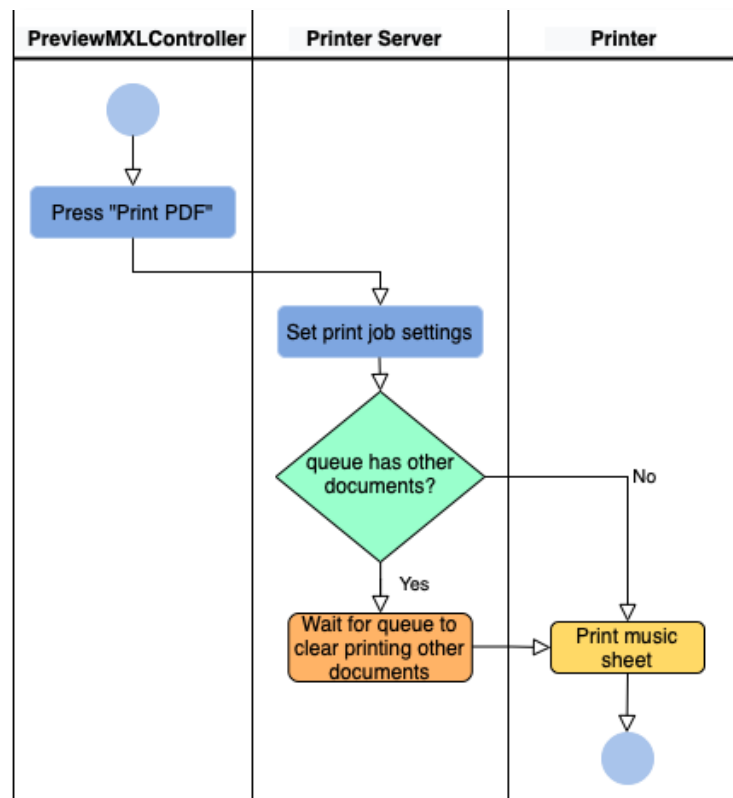 PreviewMXLController
Printer Server
Printer
Press "Print PDF"
Set print job settings
queue has other
documents?
No
Yes
Wait for queue to
clear printing other
documents
Print music
sheet